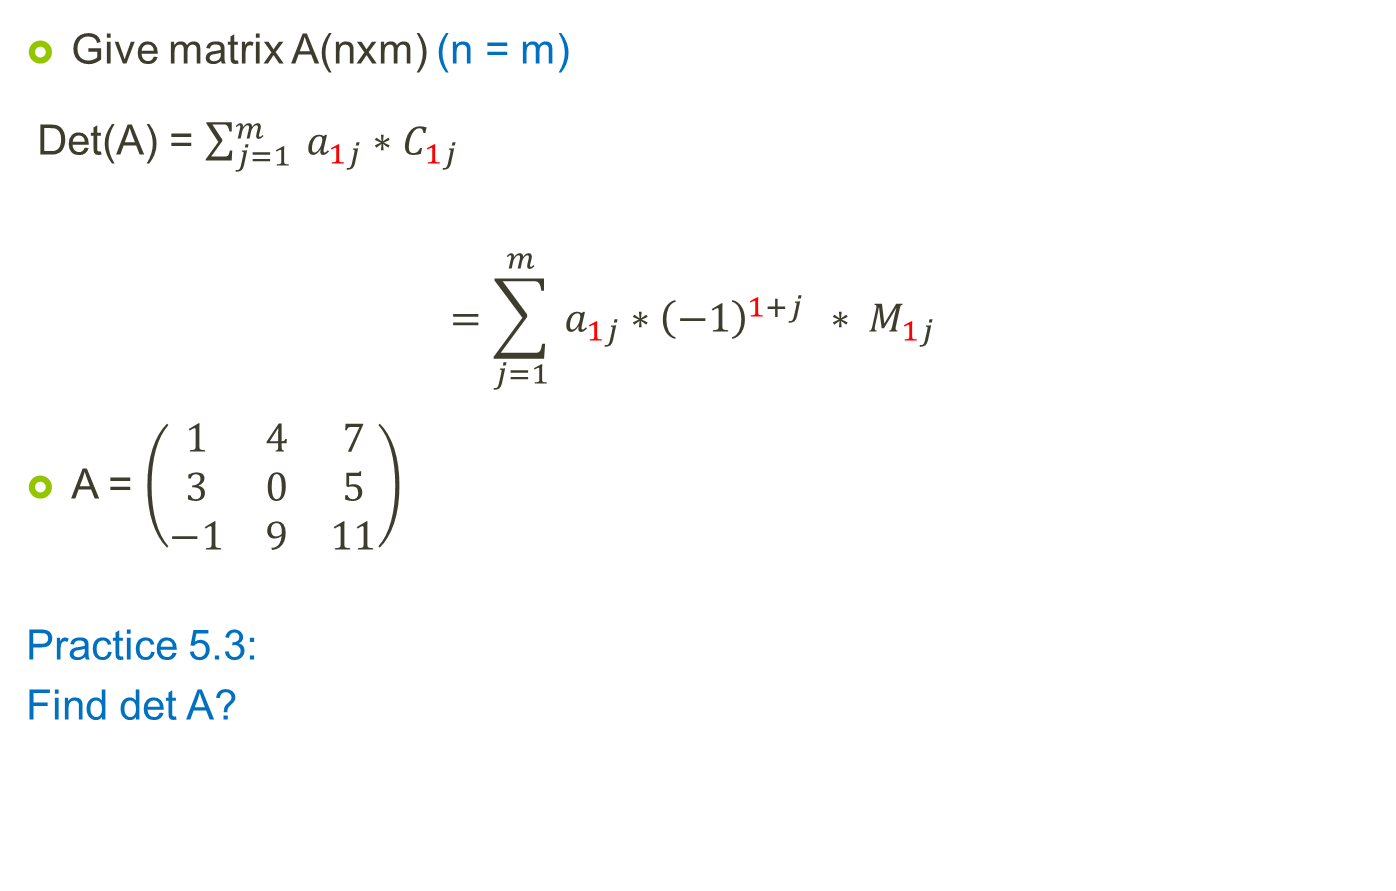 Give matrix A(nxm) (n = m)
Det(A) = ∑_{j=1}^{m} a_{1j} ∗ C_{1j}
= ∑_{j=1}^{m} a_{1j} ∗ (−1)^{1+j} ∗ M_{1j}
A = (1 4 7
3 0 5
−1 9 11)
Practice 5.3:
Find det A?